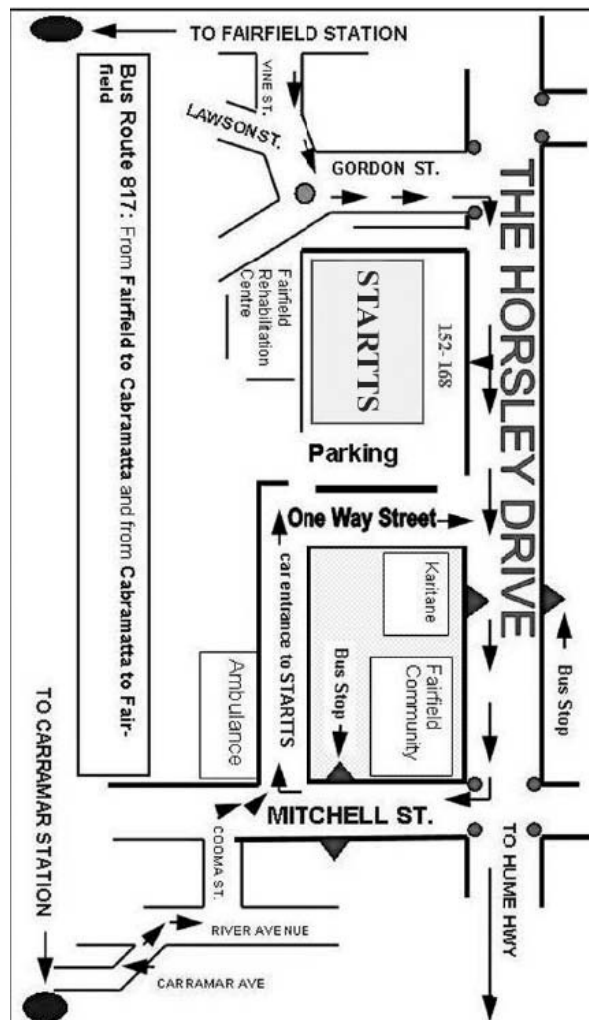 TO FAIRFIELD STATION
VINE ST.
LAWSON ST.
GORDON ST.
THE HORSLEY DRIVE
Bus Route 817: From Fairfield to Cabramatta and from Cabramatta to Fair-
field
Fairfield
Rehabilitation
Centre
STARTTS
152-168
Parking
One Way Street
car entrance to STARTTS
Karitane
Fairfield
Community
Bus Stop
Bus Stop
Ambulance
MITCHELL ST.
TO HUME HWY
COOMA ST.
RIVER AVENUE
CARRAMAR AVE
TO CARRAMAR STATION